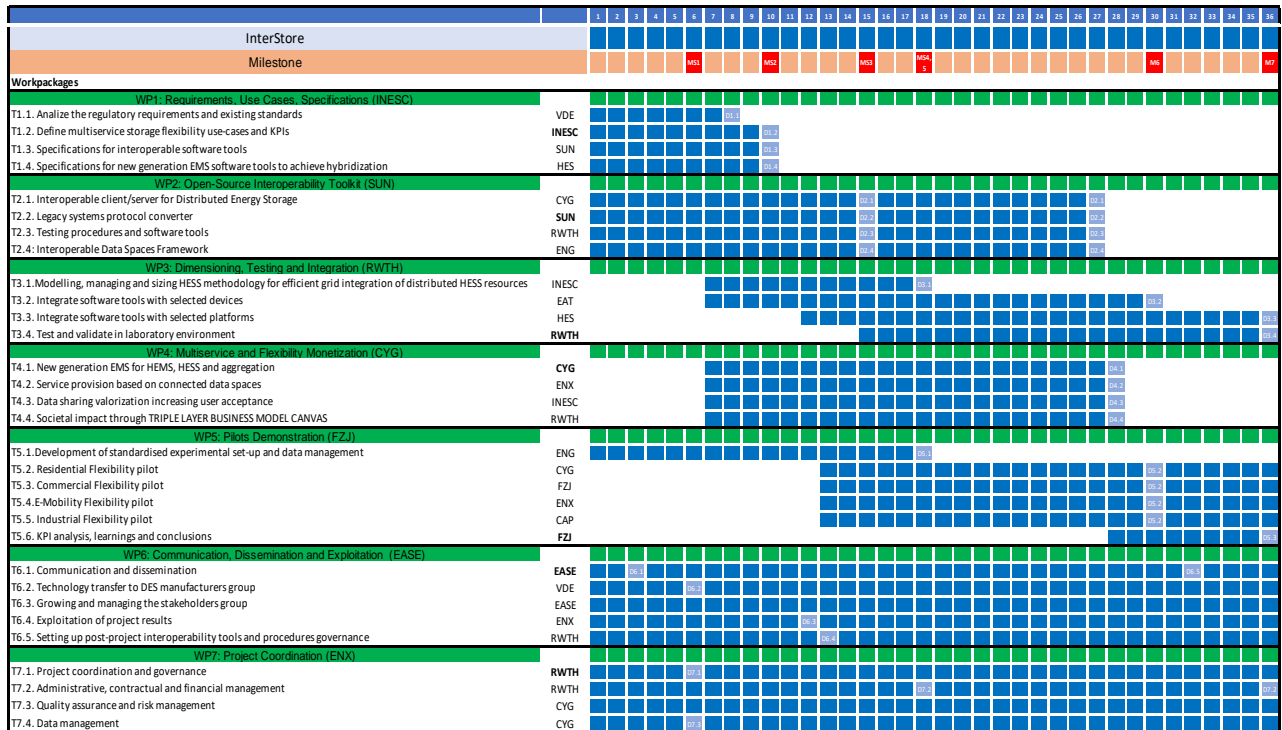 1 2 3 4 5 6 7 8 9 10 11 12 13 14 15 16 17 18 19 20 21 22 23 24 25 26 27 28 29 30 31 32 33 34 35 36
InterStore
Milestone MS1 MS2 MS3 MS4, 5 M6 M7
Workpackages
WP1: Requirements, Use Cases, Specifications (INESC)
T1.1. Analize the regulatory requirements and existing standards VDE D1.1
T1.2. Define multiservice storage flexibility use-cases and KPIs INESC D1.2
T1.3. Specifications for interoperable software tools SUN D1.3
T1.4. Specifications for new generation EMS software tools to achieve hybridization HES D1.4
WP2: Open-Source Interoperability Toolkit (SUN)
T2.1. Interoperable client/server for Distributed Energy Storage CYG D2.1 D2.1
T2.2. Legacy systems protocol converter SUN D2.2 D2.2
T2.3. Testing procedures and software tools RWTH D2.3 D2.3
T2.4: Interoperable Data Spaces Framework ENG D2.4 D2.4
WP3: Dimensioning, Testing and Integration (RWTH)
T3.1.Modelling, managing and sizing HESS methodology for efficient grid integration of distributed HESS resources INESC D3.1
T3.2. Integrate software tools with selected devices EAT D3.2
T3.3. Integrate software tools with selected platforms HES D3.3
T3.4. Test and validate in laboratory environment RWTH D3.4
WP4: Multiservice and Flexibility Monetization (CYG)
T4.1. New generation EMS for HEMS, HESS and aggregation CYG D4.1
T4.2. Service provision based on connected data spaces ENX D4.2
T4.3. Data sharing valorization increasing user acceptance INESC D4.3
T4.4. Societal impact through TRIPLE LAYER BUSINESS MODEL CANVAS RWTH D4.4
WP5: Pilots Demonstration (FZJ)
T5.1.Development of standardised experimental set-up and data management ENG D5.1
T5.2. Residential Flexibility pilot CYG D5.2
T5.3. Commercial Flexibility pilot FZJ D5.2
T5.4.E-Mobility Flexibility pilot ENX D5.2
T5.5. Industrial Flexibility pilot CAP D5.2
T5.6. KPI analysis, learnings and conclusions FZJ D5.3
WP6: Communication, Dissemination and Exploitation (EASE)
T6.1. Communication and dissemination EASE D6.1 D6.5
T6.2. Technology transfer to DES manufacturers group VDE D6.2
T6.3. Growing and managing the stakeholders group EASE
T6.4. Exploitation of project results ENX D6.3
T6.5. Setting up post-project interoperability tools and procedures governance RWTH D6.4
WP7: Project Coordination (ENX)
T7.1. Project coordination and governance RWTH D7.1
T7.2. Administrative, contractual and financial management RWTH D7.2 D7.2
T7.3. Quality assurance and risk management CYG
T7.4. Data management CYG D7.3